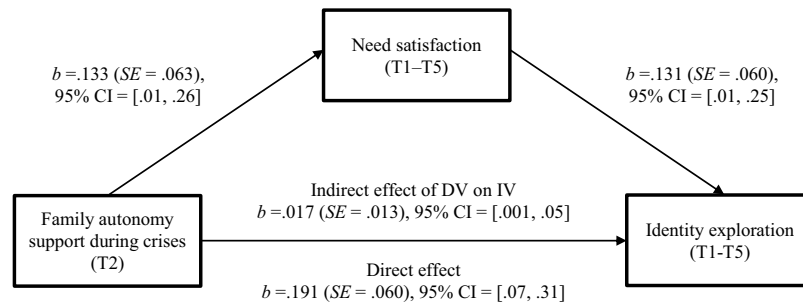 Need satisfaction
(T1–T5)
b =.133 (SE = .063),
95% CI = [.01, .26]
b =.131 (SE = .060),
95% CI = [.01, .25]
Family autonomy
support during crises
(T2)
Indirect effect of DV on IV
b =.017 (SE = .013), 95% CI = [.001, .05]
Direct effect
b =.191 (SE = .060), 95% CI = [.07, .31]
Identity exploration
(T1-T5)